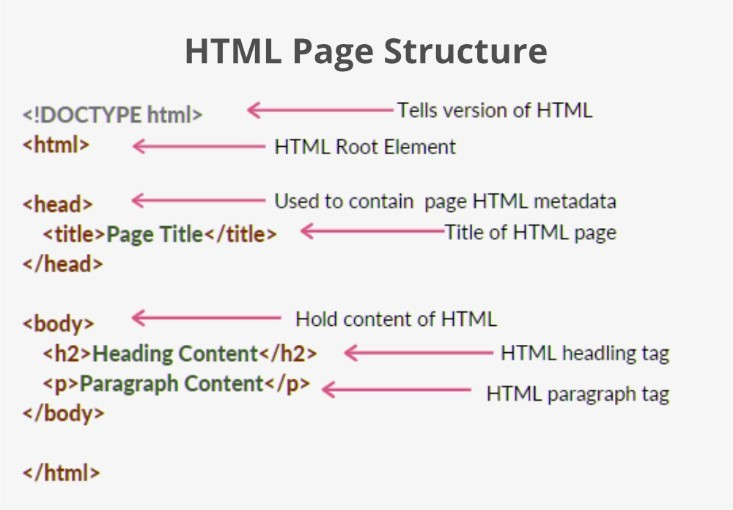 HTML Page Structure
<!DOCTYPE html> Tells version of HTML
<html> HTML Root Element
<head> Used to contain page HTML metadata
<title>Page Title</title> Title of HTML page
</head>
<body> Hold content of HTML
<h2>Heading Content</h2> HTML headling tag
<p>Paragraph Content</p> HTML paragraph tag
</body>
</html>